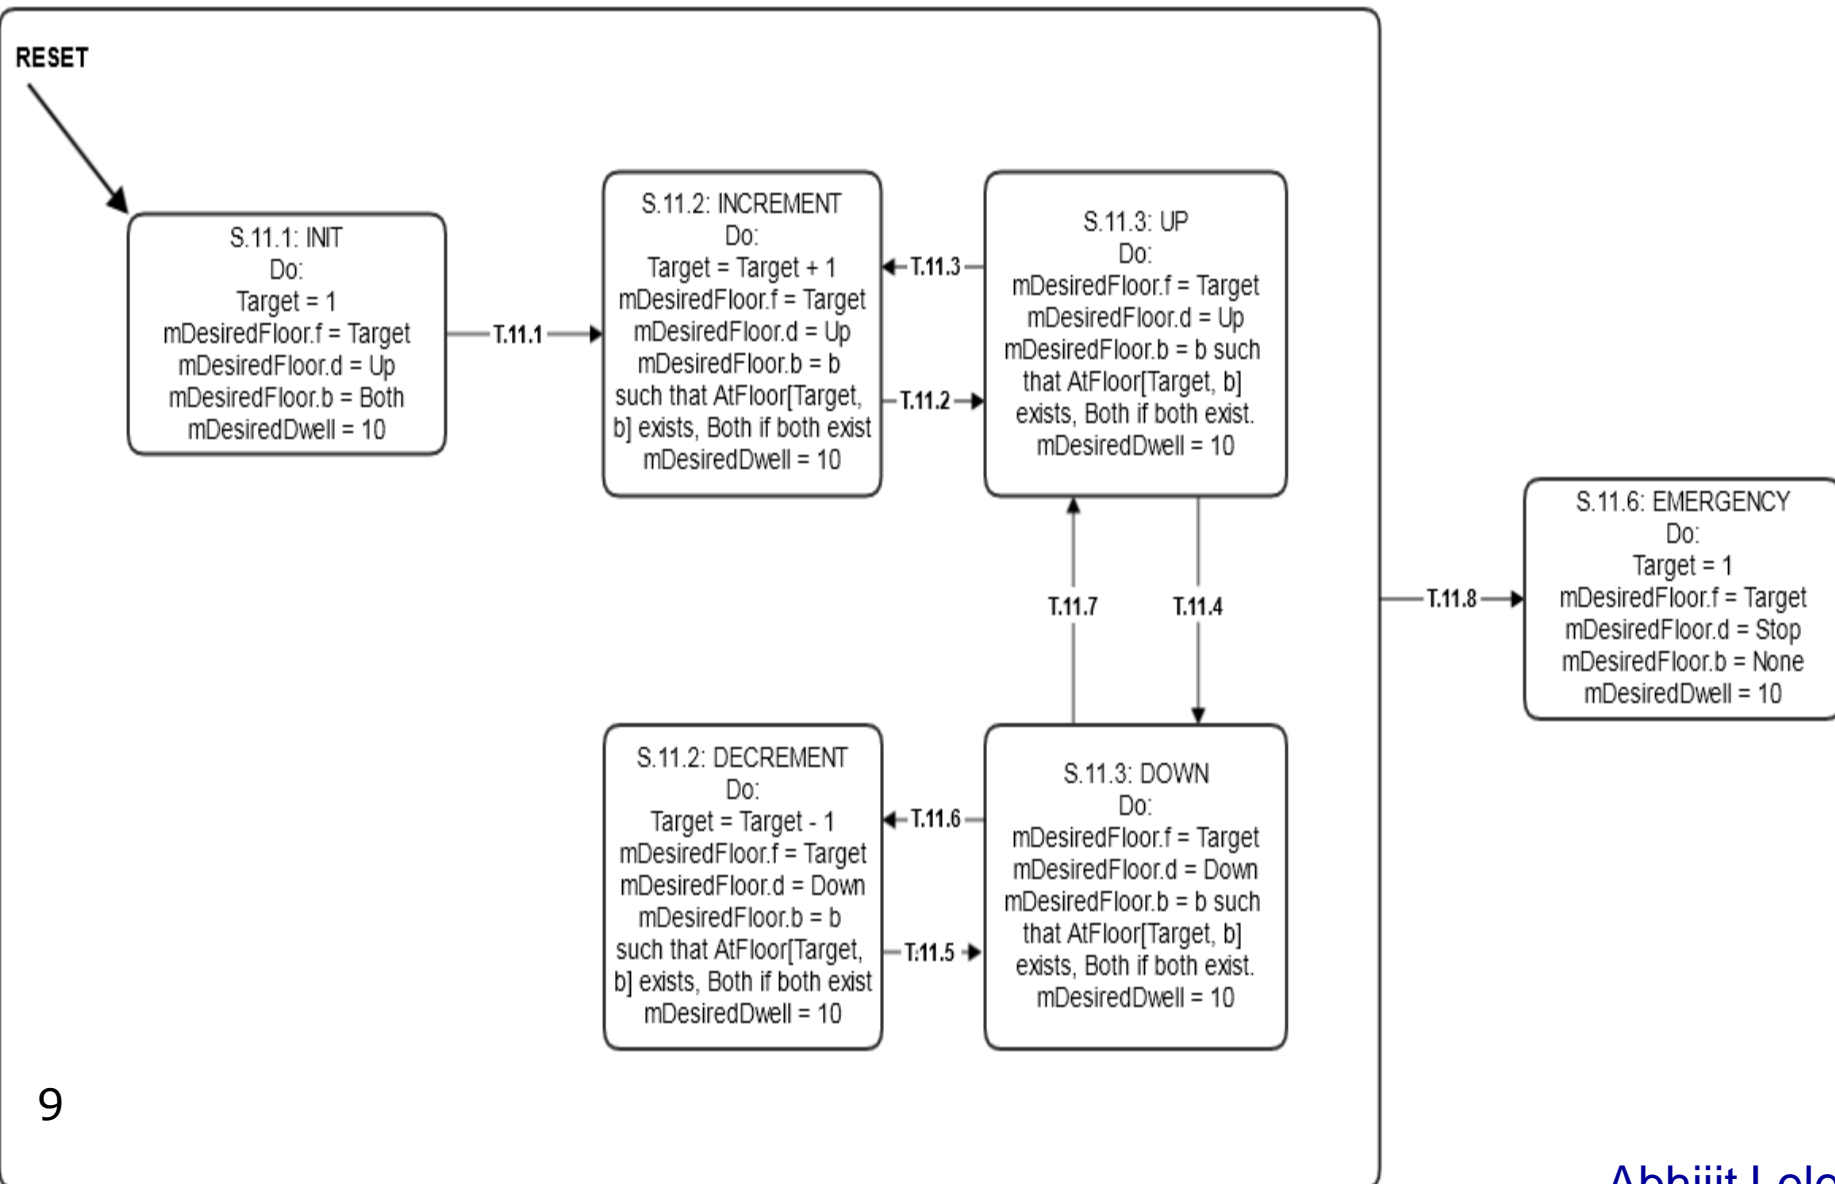 RESET
S.11.1: INIT
Do:
Target = 1
mDesiredFloor.f = Target
mDesiredFloor.d = Up
mDesiredFloor.b = Both
mDesiredDwell = 10
T.11.1
S.11.2: INCREMENT
Do:
Target = Target + 1
mDesiredFloor.f = Target
mDesiredFloor.d = Up
mDesiredFloor.b = b
such that AtFloor[Target,
b] exists, Both if both exist
mDesiredDwell = 10
T.11.3
T.11.2
S.11.3: UP
Do:
mDesiredFloor.f = Target
mDesiredFloor.d = Up
mDesiredFloor.b = b such
that AtFloor[Target, b]
exists, Both if both exist.
mDesiredDwell = 10
T.11.7
T.11.4
S.11.2: DECREMENT
Do:
Target = Target - 1
mDesiredFloor.f = Target
mDesiredFloor.d = Down
mDesiredFloor.b = b
such that AtFloor[Target,
b] exists, Both if both exist
mDesiredDwell = 10
T.11.6
T.11.5
S.11.3: DOWN
Do:
mDesiredFloor.f = Target
mDesiredFloor.d = Down
mDesiredFloor.b = b such
that AtFloor[Target, b]
exists, Both if both exist.
mDesiredDwell = 10
T.11.8
S.11.6: EMERGENCY
Do:
Target = 1
mDesiredFloor.f = Target
mDesiredFloor.d = Stop
mDesiredFloor.b = None
mDesiredDwell = 10
9
Abhijit